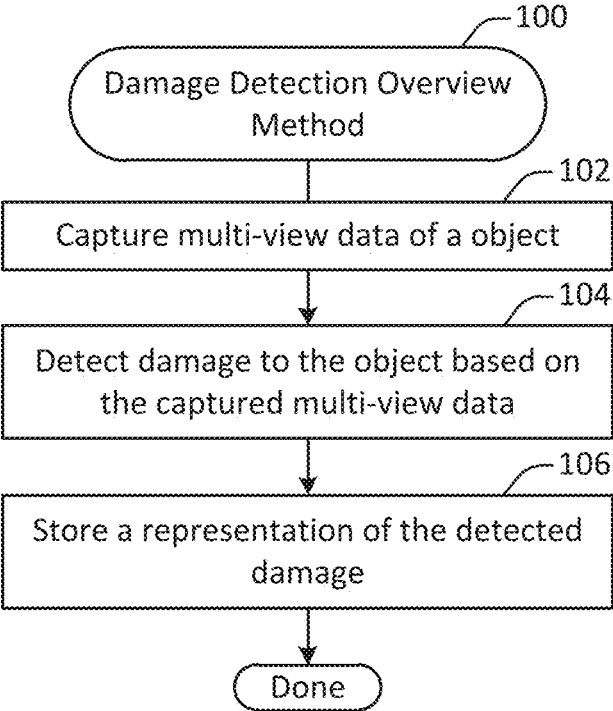 100
Damage Detection Overview
Method
102
Capture multi-view data of a object
104
Detect damage to the object based on
the captured multi-view data
106
Store a representation of the detected
damage
Done